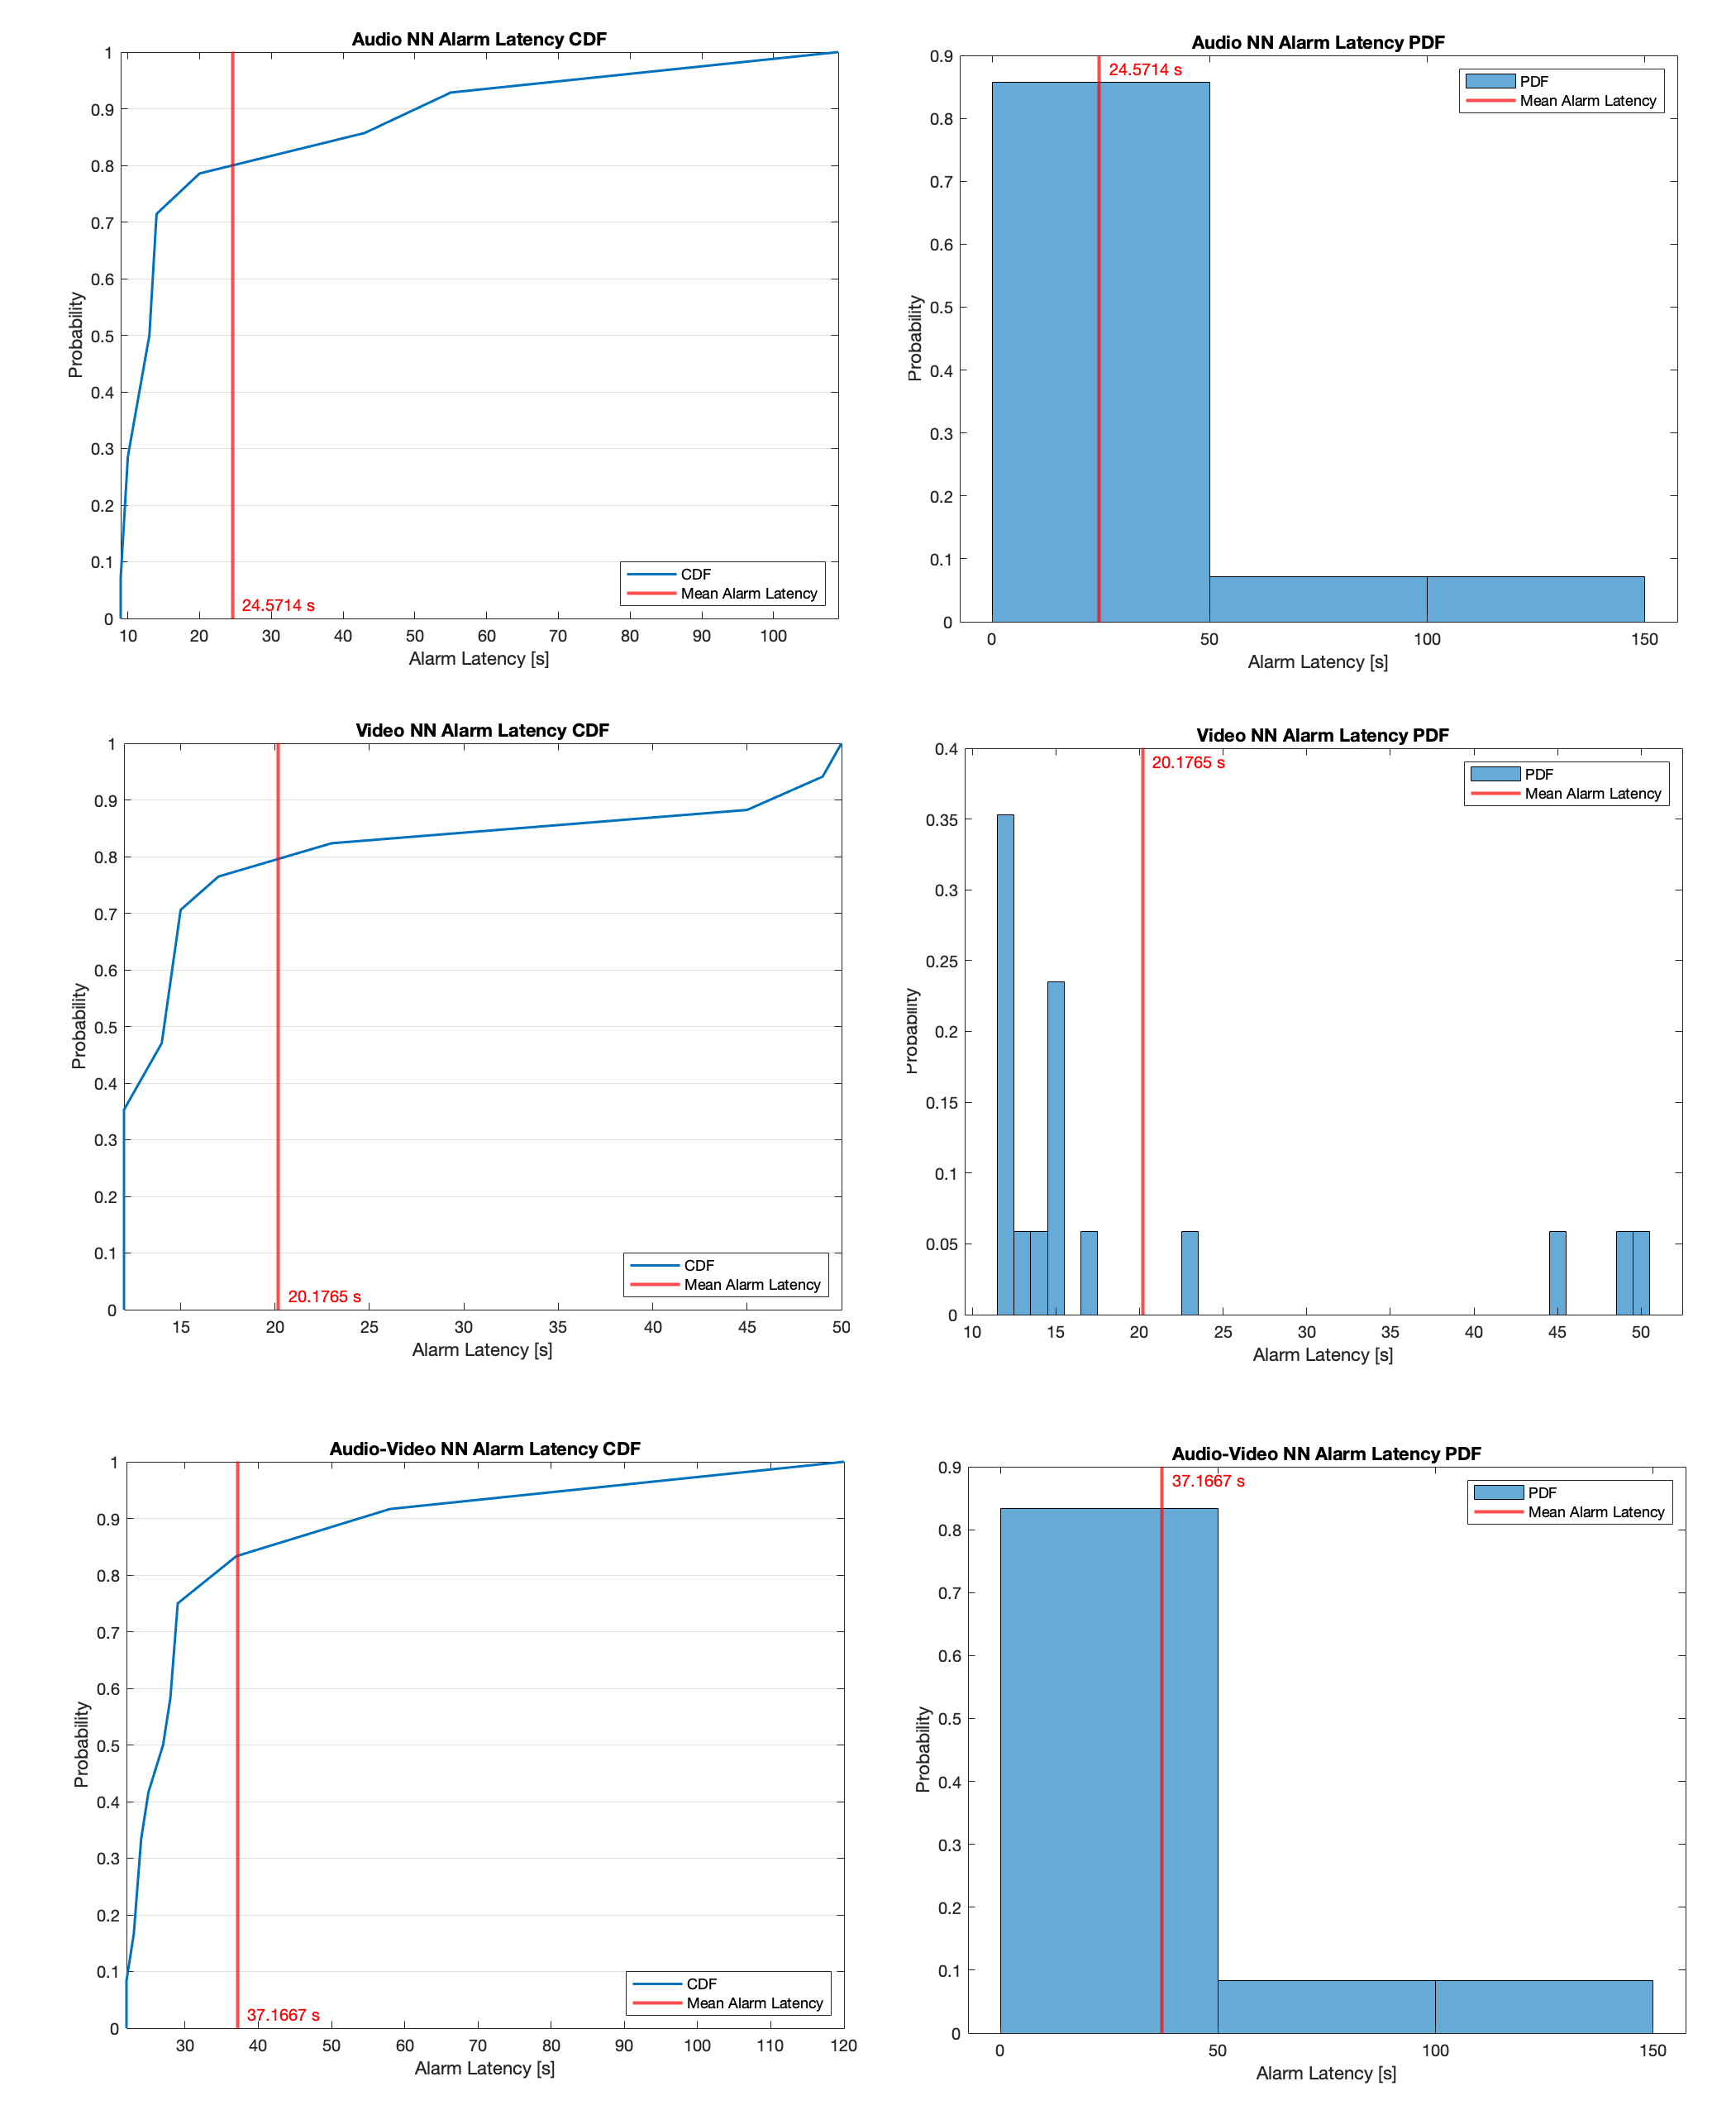 Audio NN Alarm Latency CDF
1
0.9
0.8
0.7
0.6
0.5
0.4
0.3
0.2
0.1
0
Probability
24.5714 s
CDF
Mean Alarm Latency
10 20 30 40 50 60 70 80 90 100
Alarm Latency [s]
Audio NN Alarm Latency PDF
0.9
0.8
0.7
0.6
0.5
0.4
0.3
0.2
0.1
0
Probability
24.5714 s
PDF
Mean Alarm Latency
0 50 100 150
Alarm Latency [s]
Video NN Alarm Latency CDF
1
0.9
0.8
0.7
0.6
0.5
0.4
0.3
0.2
0.1
0
Probability
20.1765 s
CDF
Mean Alarm Latency
15 20 25 30 35 40 45 50
Alarm Latency [s]
Video NN Alarm Latency PDF
0.4
0.35
0.3
0.25
0.2
0.15
0.1
0.05
0
Probability
20.1765 s
PDF
Mean Alarm Latency
10 15 20 25 30 35 40 45 50
Alarm Latency [s]
Audio-Video NN Alarm Latency CDF
1
0.9
0.8
0.7
0.6
0.5
0.4
0.3
0.2
0.1
0
Probability
37.1667 s
CDF
Mean Alarm Latency
30 40 50 60 70 80 90 100 110 120
Alarm Latency [s]
Audio-Video NN Alarm Latency PDF
0.9
0.8
0.7
0.6
0.5
0.4
0.3
0.2
0.1
0
Probability
37.1667 s
PDF
Mean Alarm Latency
0 50 100 150
Alarm Latency [s]